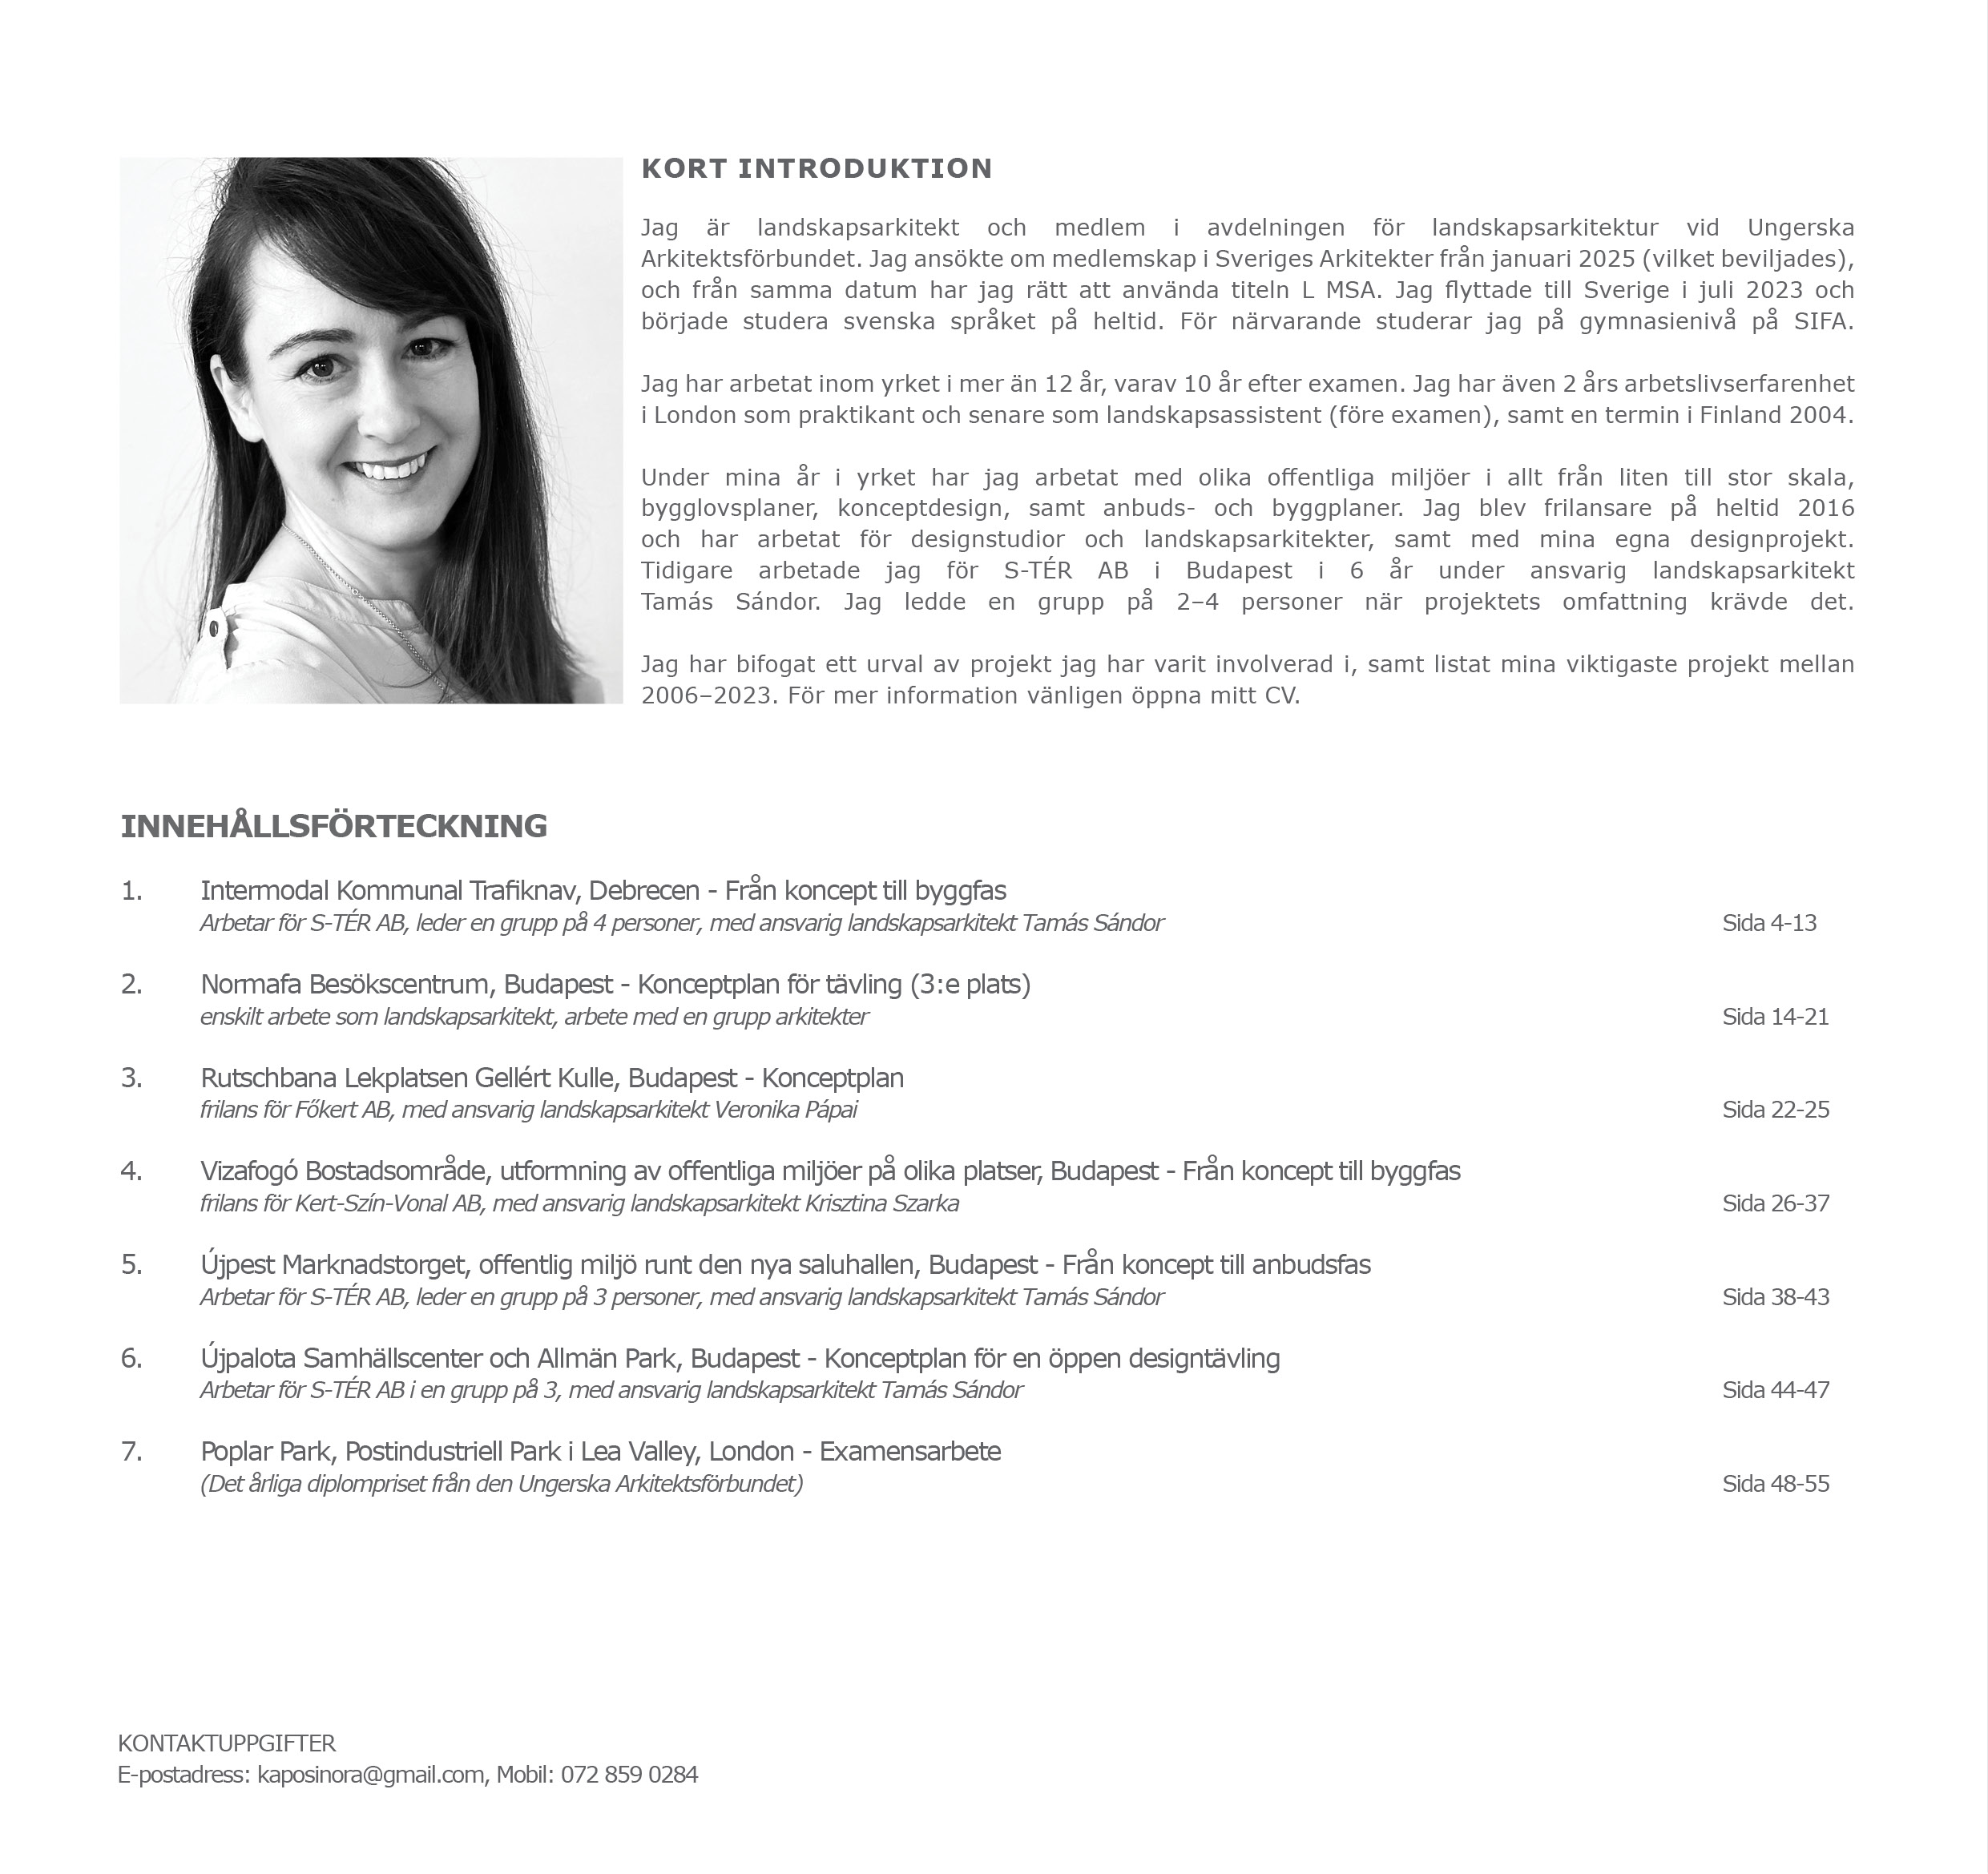 KORT INTRODUKTION
Jag är landskapsarkitekt och medlem i avdelningen för landskapsarkitektur vid Ungerska
Arkitektsförbundet. Jag ansökte om medlemskap i Sveriges Arkitekter från januari 2025 (vilket beviljades),
och från samma datum har jag rätt att använda titeln L MSA. Jag flyttade till Sverige i juli 2023 och
började studera svenska språket på heltid. För närvarande studerar jag på gymnasienivå på SIFA.
Jag har arbetat inom yrket i mer än 12 år, varav 10 år efter examen. Jag har även 2 års arbetslivserfarenhet
i London som praktikant och senare som landskapsassistent (före examen), samt en termin i Finland 2004.
Under mina år i yrket har jag arbetat med olika offentliga miljöer i allt från liten till stor skala,
bygglovsplaner, konceptdesign, samt anbuds- och byggplaner. Jag blev frilansare på heltid 2016
och har arbetat för designstudior och landskapsarkitekter, samt med mina egna designprojekt.
Tidigare arbetade jag för S-TÉR AB i Budapest i 6 år under ansvarig landskapsarkitekt
Tamás Sándor. Jag ledde en grupp på 2–4 personer när projektets omfattning krävde det.
Jag har bifogat ett urval av projekt jag har varit involverad i, samt listat mina viktigaste projekt mellan
2006–2023. För mer information vänligen öppna mitt CV.
INNEHÅLLSFÖRTECKNING
1. Intermodal Kommunal Trafiknav, Debrecen - Från koncept till byggfas
Arbetar för S-TÉR AB, leder en grupp på 4 personer, med ansvarig landskapsarkitekt Tamás Sándor Sida 4-13
2. Normafa Besökscentrum, Budapest - Konceptplan för tävling (3:e plats)
enskilt arbete som landskapsarkitekt, arbete med en grupp arkitekter Sida 14-21
3. Rutschbana Lekplatsen Gellért Kulle, Budapest - Konceptplan
frilans för Főkert AB, med ansvarig landskapsarkitekt Veronika Pápai Sida 22-25
4. Vizafogó Bostadsområde, utformning av offentliga miljöer på olika platser, Budapest - Från koncept till byggfas
frilans för Kert-Szín-Vonal AB, med ansvarig landskapsarkitekt Krisztina Szarka Sida 26-37
5. Újpest Marknadstorget, offentlig miljö runt den nya saluhallen, Budapest - Från koncept till anbudsfas
Arbetar för S-TÉR AB, leder en grupp på 3 personer, med ansvarig landskapsarkitekt Tamás Sándor Sida 38-43
6. Újpalota Samhällscenter och Allmän Park, Budapest - Konceptplan för en öppen designtävling
Arbetar för S-TÉR AB i en grupp på 3, med ansvarig landskapsarkitekt Tamás Sándor Sida 44-47
7. Poplar Park, Postindustriell Park i Lea Valley, London - Examensarbete
(Det årliga diplompriset från den Ungerska Arkitektsförbundet) Sida 48-55
KONTAKTUPPGIFTER
E-postadress: kaposinora@gmail.com, Mobil: 072 859 0284